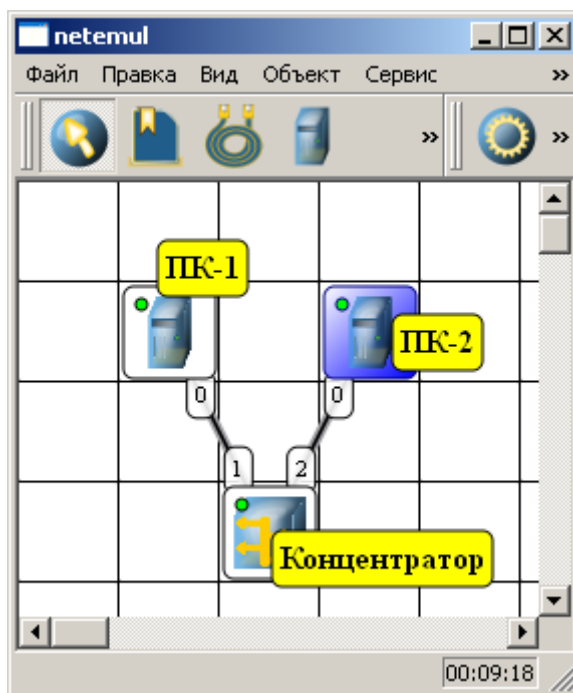 netemul
Файл Правка Вид Объект Сервис »
» »
ПК-1
ПК-2
0 0
1 2
Концентратор
00:09:18